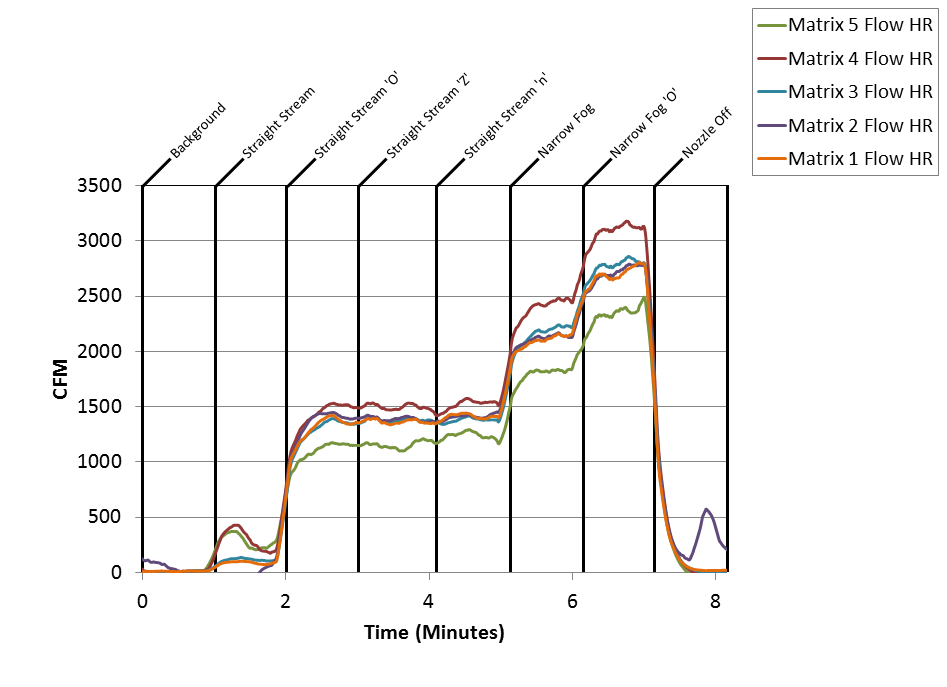 Matrix 5 Flow HR
Matrix 4 Flow HR
Matrix 3 Flow HR
Matrix 2 Flow HR
Matrix 1 Flow HR
Background
Straight Stream
Straight Stream 'O'
Straight Stream 'Z'
Straight Stream 'n'
Narrow Fog
Narrow Fog 'O'
Nozzle Off
3500
3000
2500
2000
1500
1000
500
0
CFM
0 2 4 6 8
Time (Minutes)